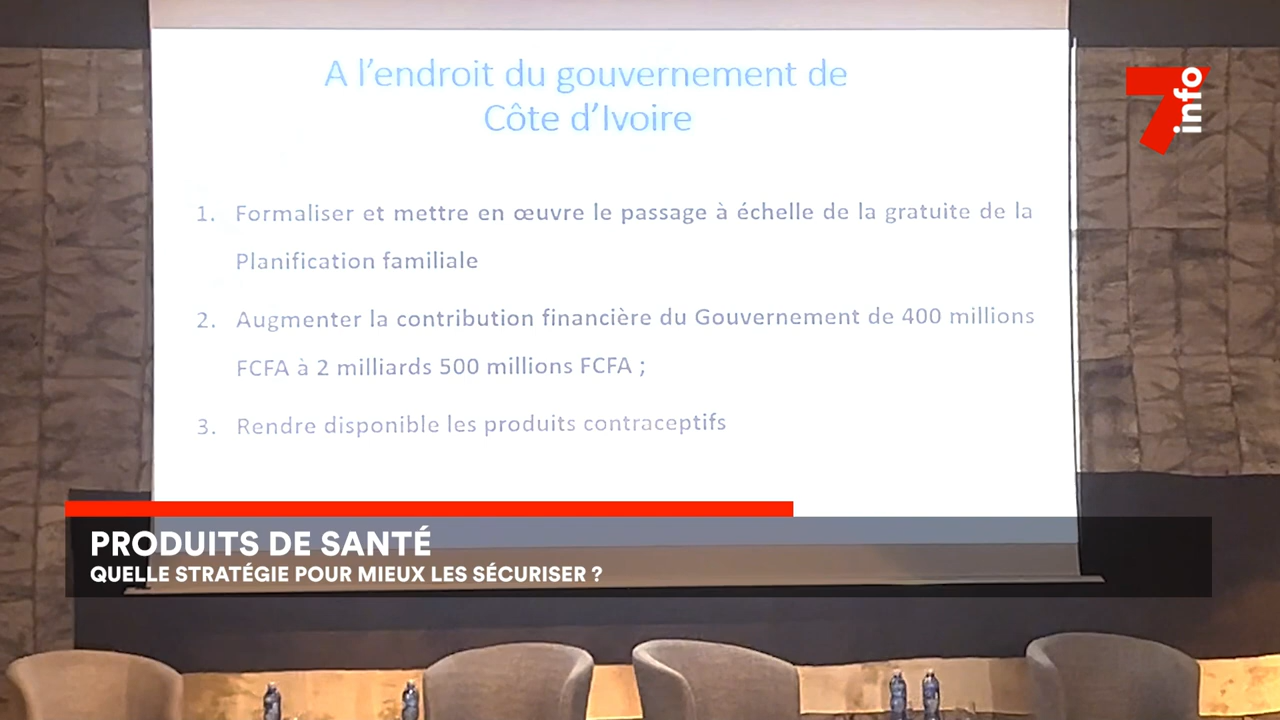 A l'endroit du gouvernement de
Côte d'Ivoire
1. Formaliser et mettre en œuvre le passage à échelle de la gratuite de la
Planification familiale
2. Augmenter la contribution financière du Gouvernement de 400 millions
FCFA à 2 milliards 500 millions FCFA ;
3. Rendre disponible les produits contraceptifs
7info
PRODUITS DE SANTÉ
QUELLE STRATÉGIE POUR MIEUX LES SÉCURISER ?